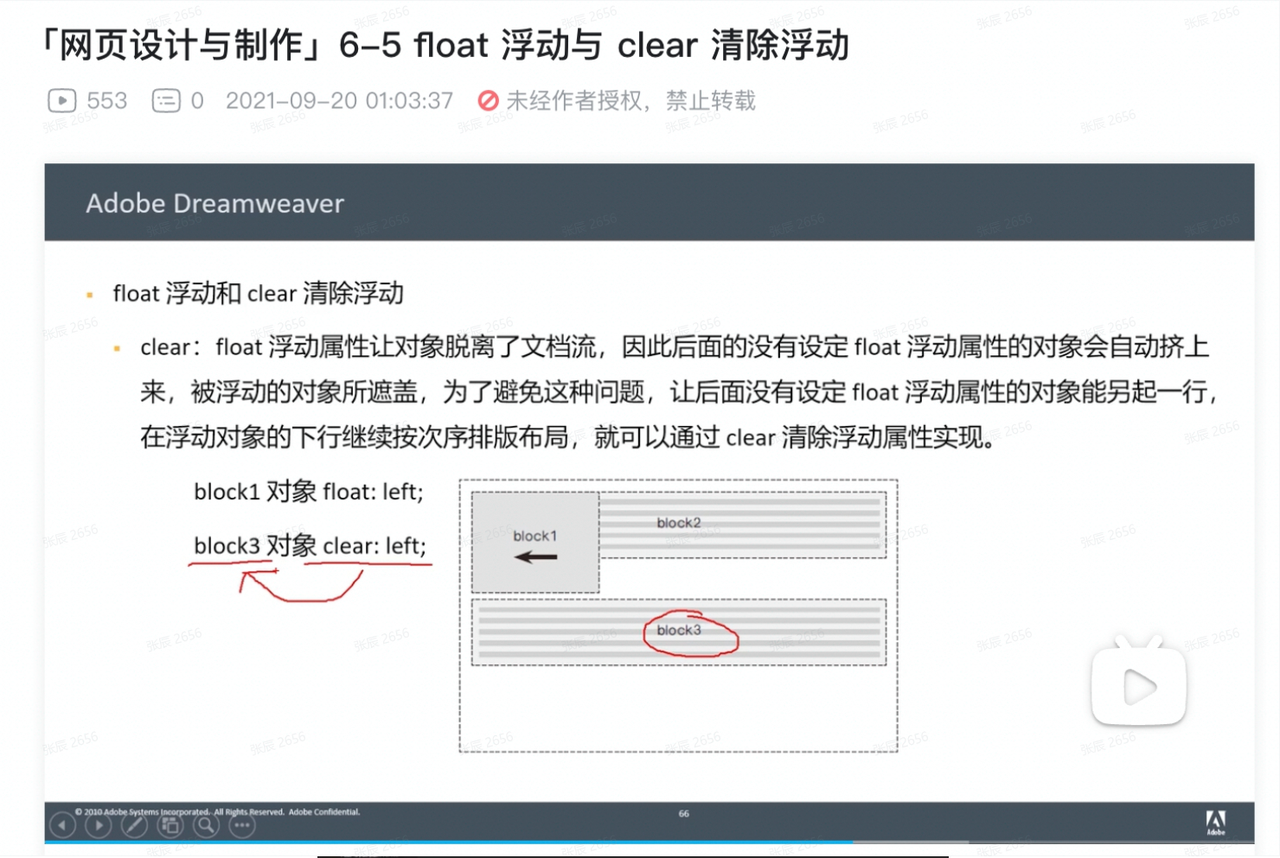 「网页设计与制作」6-5 float 浮动与 clear 清除浮动
553 0 2021-09-20 01:03:37 未经作者授权，禁止转载
Adobe Dreamweaver
▪ float 浮动和 clear 清除浮动
▪ clear：float 浮动属性让对象脱离了文档流，因此后面的没有设定 float 浮动属性的对象会自动挤上
来，被浮动的对象所遮盖，为了避免这种问题，让后面没有设定 float 浮动属性的对象能另起一行，
在浮动对象的下行继续按次序排版布局，就可以通过 clear 清除浮动属性实现。
block1 对象 float: left;
block3 对象 clear: left;
block1
block2
block3
© 2010 Adobe Systems Incorporated. All Rights Reserved. Adobe Confidential.
66
Adobe
张宸 2656